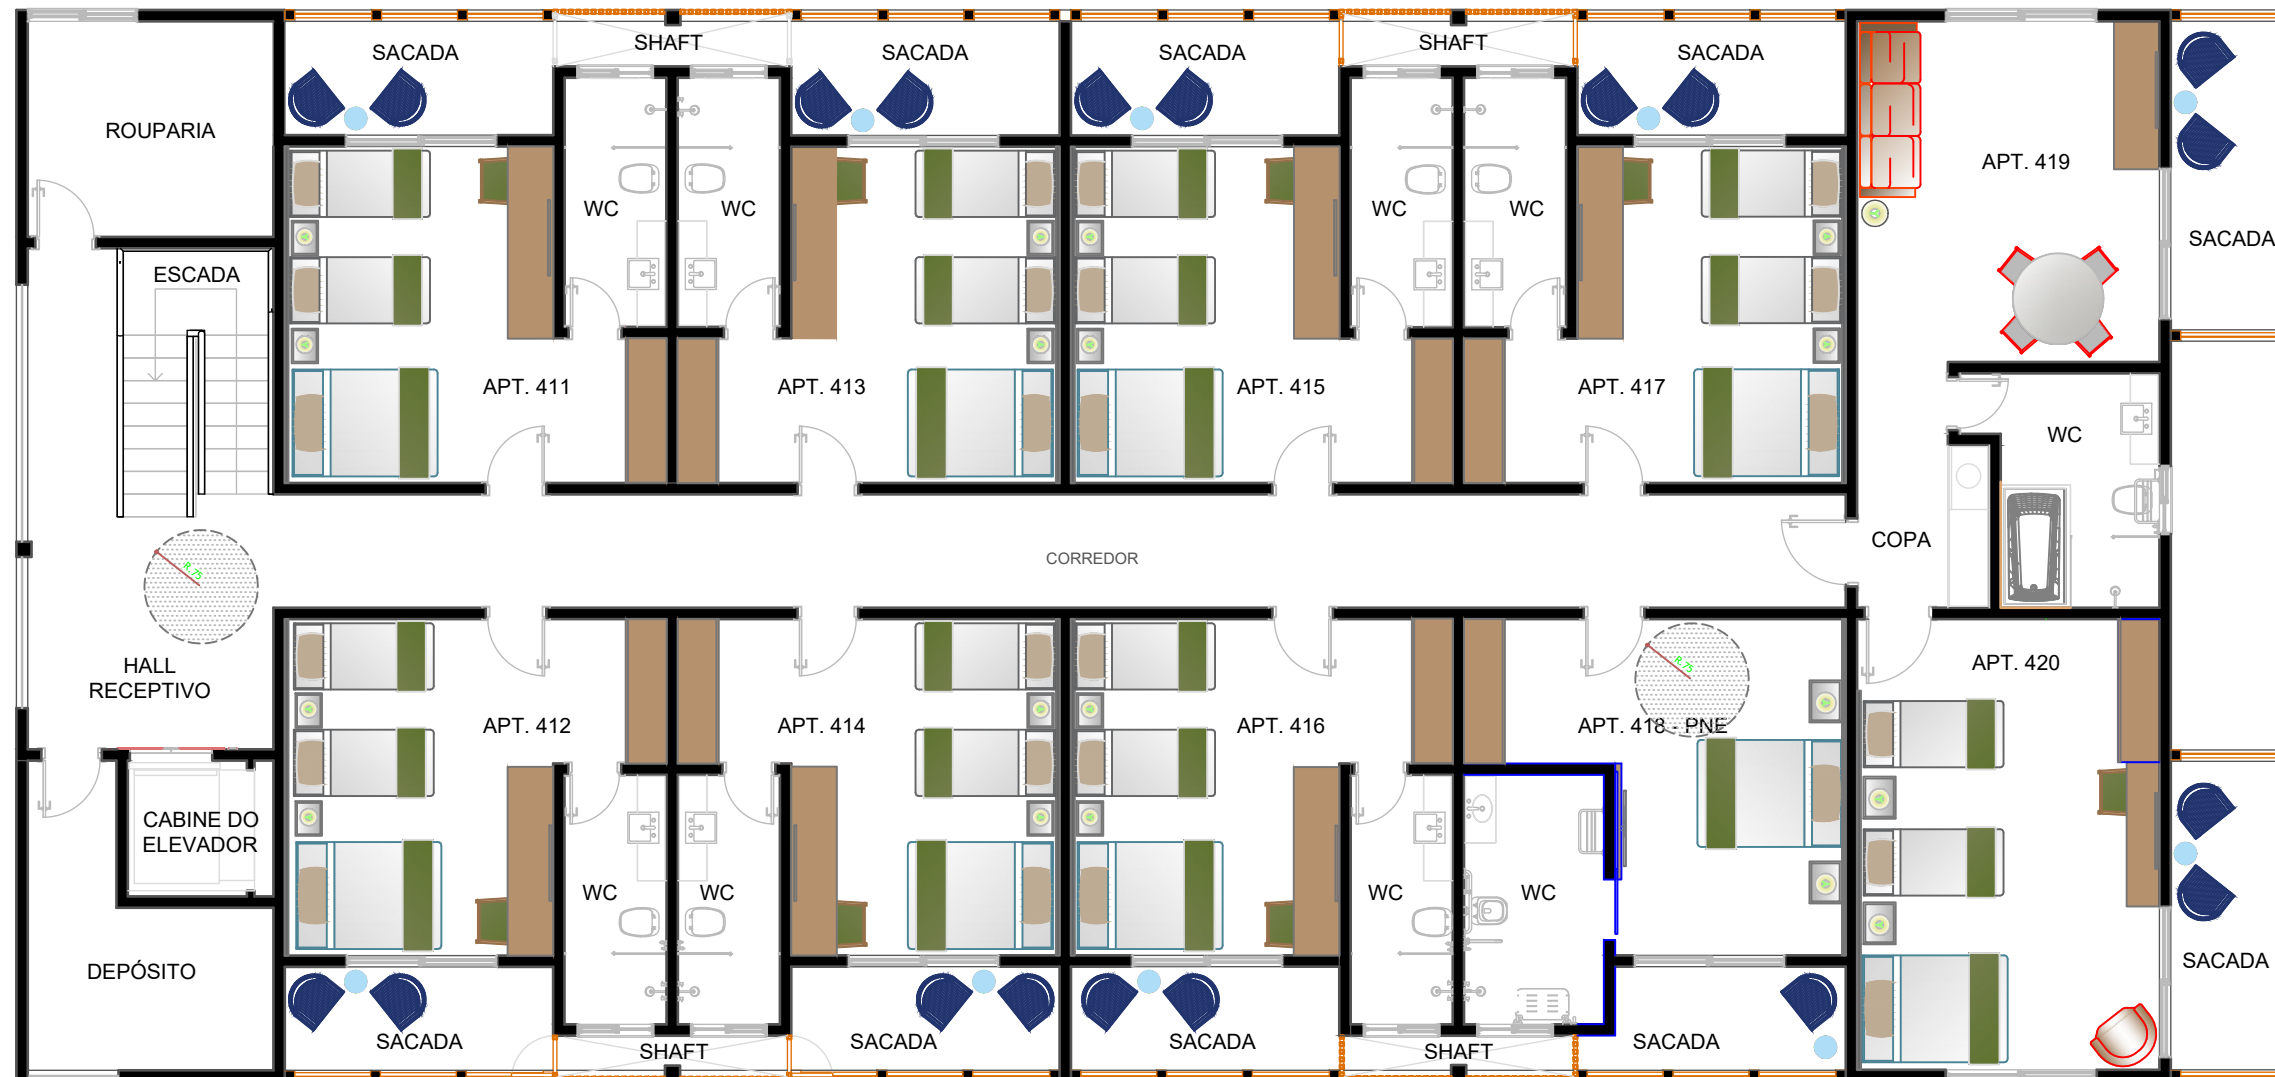 SACADA
SHAFT
SACADA
SACADA
SHAFT
SACADA
ROUPARIA
APT. 419
WC
WC
WC
WC
SACADA
ESCADA
APT. 411
APT. 413
APT. 415
APT. 417
WC
COPA
CORREDOR
R.75
HALL
RECEPTIVO
R.75
APT. 420
APT. 412
APT. 414
APT. 416
APT. 418 - PNE
CABINE DO
ELEVADOR
WC
WC
WC
WC
DEPÓSITO
SACADA
SACADA
SHAFT
SACADA
SACADA
SHAFT
SACADA